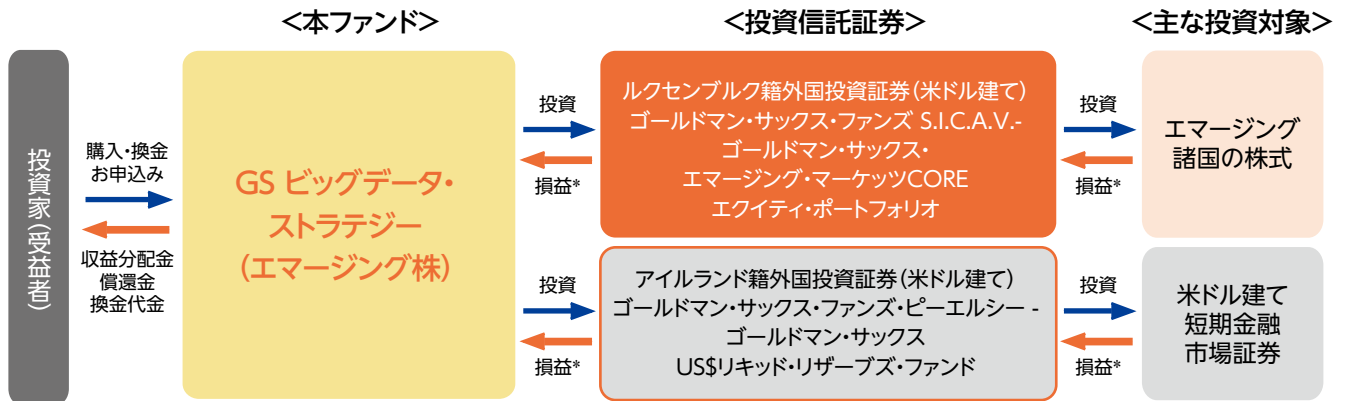 <本ファンド>
<投資信託証券>
<主な投資対象>
投資家(受益者)
購入・換金
お申込み
収益分配金
償還金
換金代金
GS ビッグデータ・
ストラテジー
(エマージング株)
投資
損益*
ルクセンブルク籍外国投資証券(米ドル建て)
ゴールドマン・サックス・ファンズ S.I.C.A.V.-
ゴールドマン・サックス・
エマージング・マーケッツCORE
エクイティ・ポートフォリオ
投資
損益*
エマージング
諸国の株式
投資
損益*
アイルランド籍外国投資証券(米ドル建て)
ゴールドマン・サックス・ファンズ・ピーエルシー -
ゴールドマン・サックス
US$リキッド・リザーブズ・ファンド
投資
損益*
米ドル建て
短期金融
市場証券